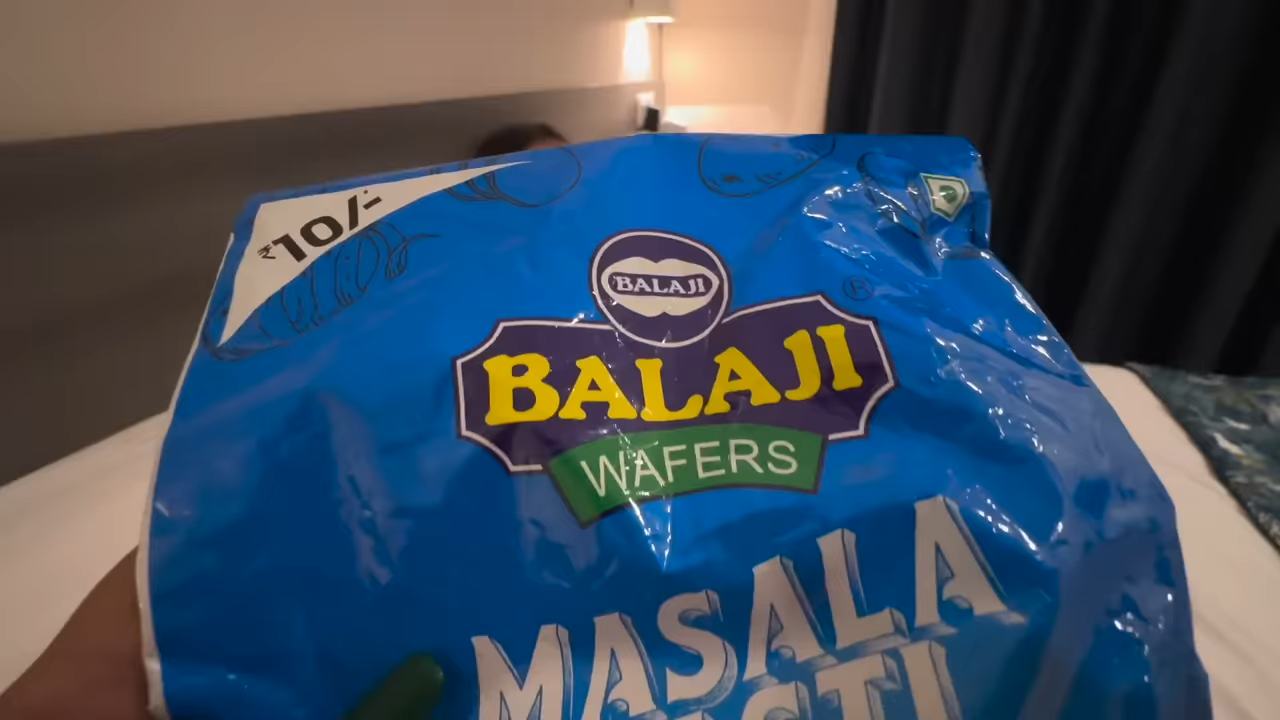 ₹10/-
BALAJI
®
BALAJI
WAFERS
MASALA